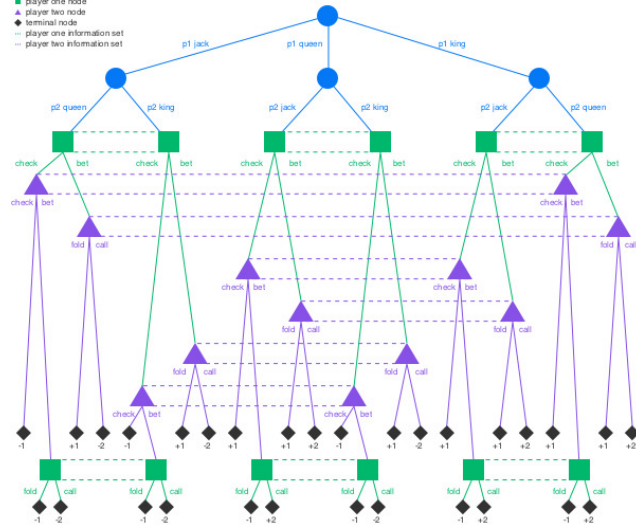 player one node
player two node
terminal node
player one information set
player two information set
p1 jack p1 queen p1 king
p2 queen p2 king p2 jack p2 king p2 jack p2 queen
check bet check bet check bet check bet check bet check bet
check bet check bet
fold call fold call
check bet check bet
fold call fold call
fold call fold call
check bet check bet
-1 +1 -2 -1 +1 -2 +1 +1 +2 -1 +1 -2 +1 +1 +2 +1 +1 +2
fold call fold call fold call fold call fold call fold call
-1 -2 -1 -2 -1 +2 -1 -2 -1 +2 -1 +2